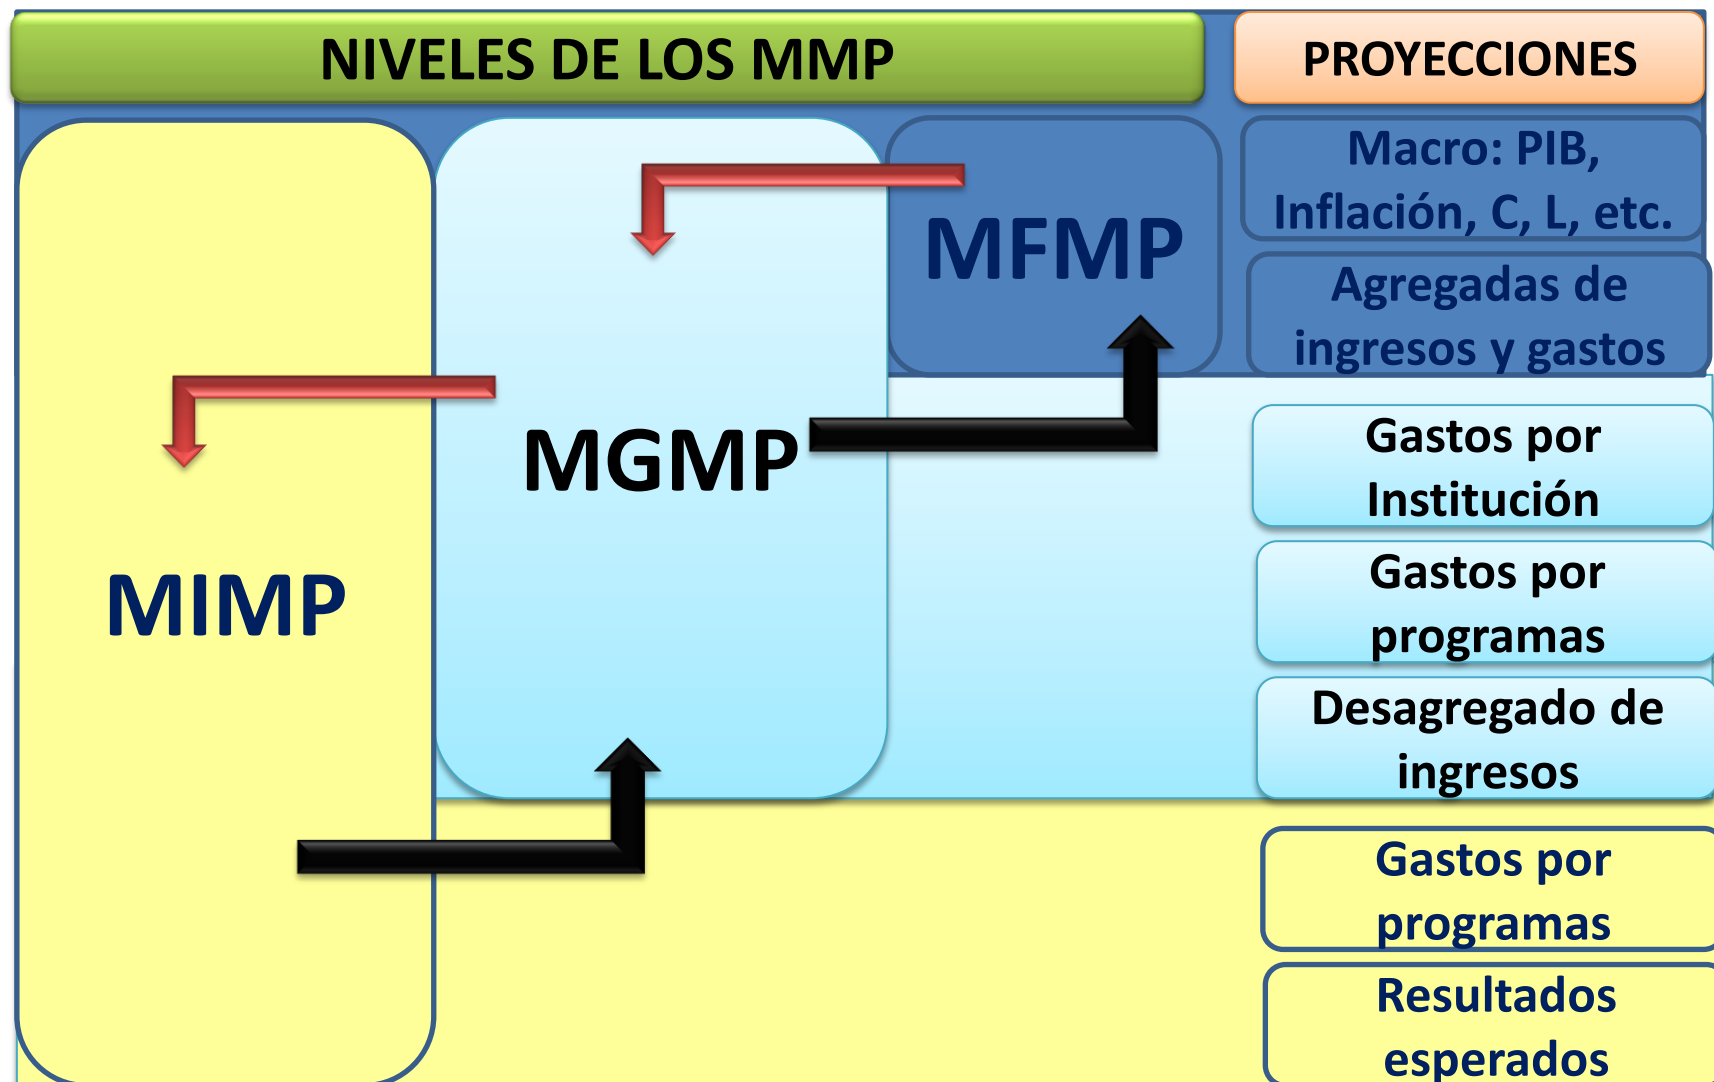 NIVELES DE LOS MMP
PROYECCIONES
MFMP
Macro: PIB,
Inflación, C, L, etc.
Agregadas de
ingresos y gastos
MGMP
Gastos por
Institución
Gastos por
programas
Desagregado de
ingresos
MIMP
Gastos por
programas
Resultados
esperados